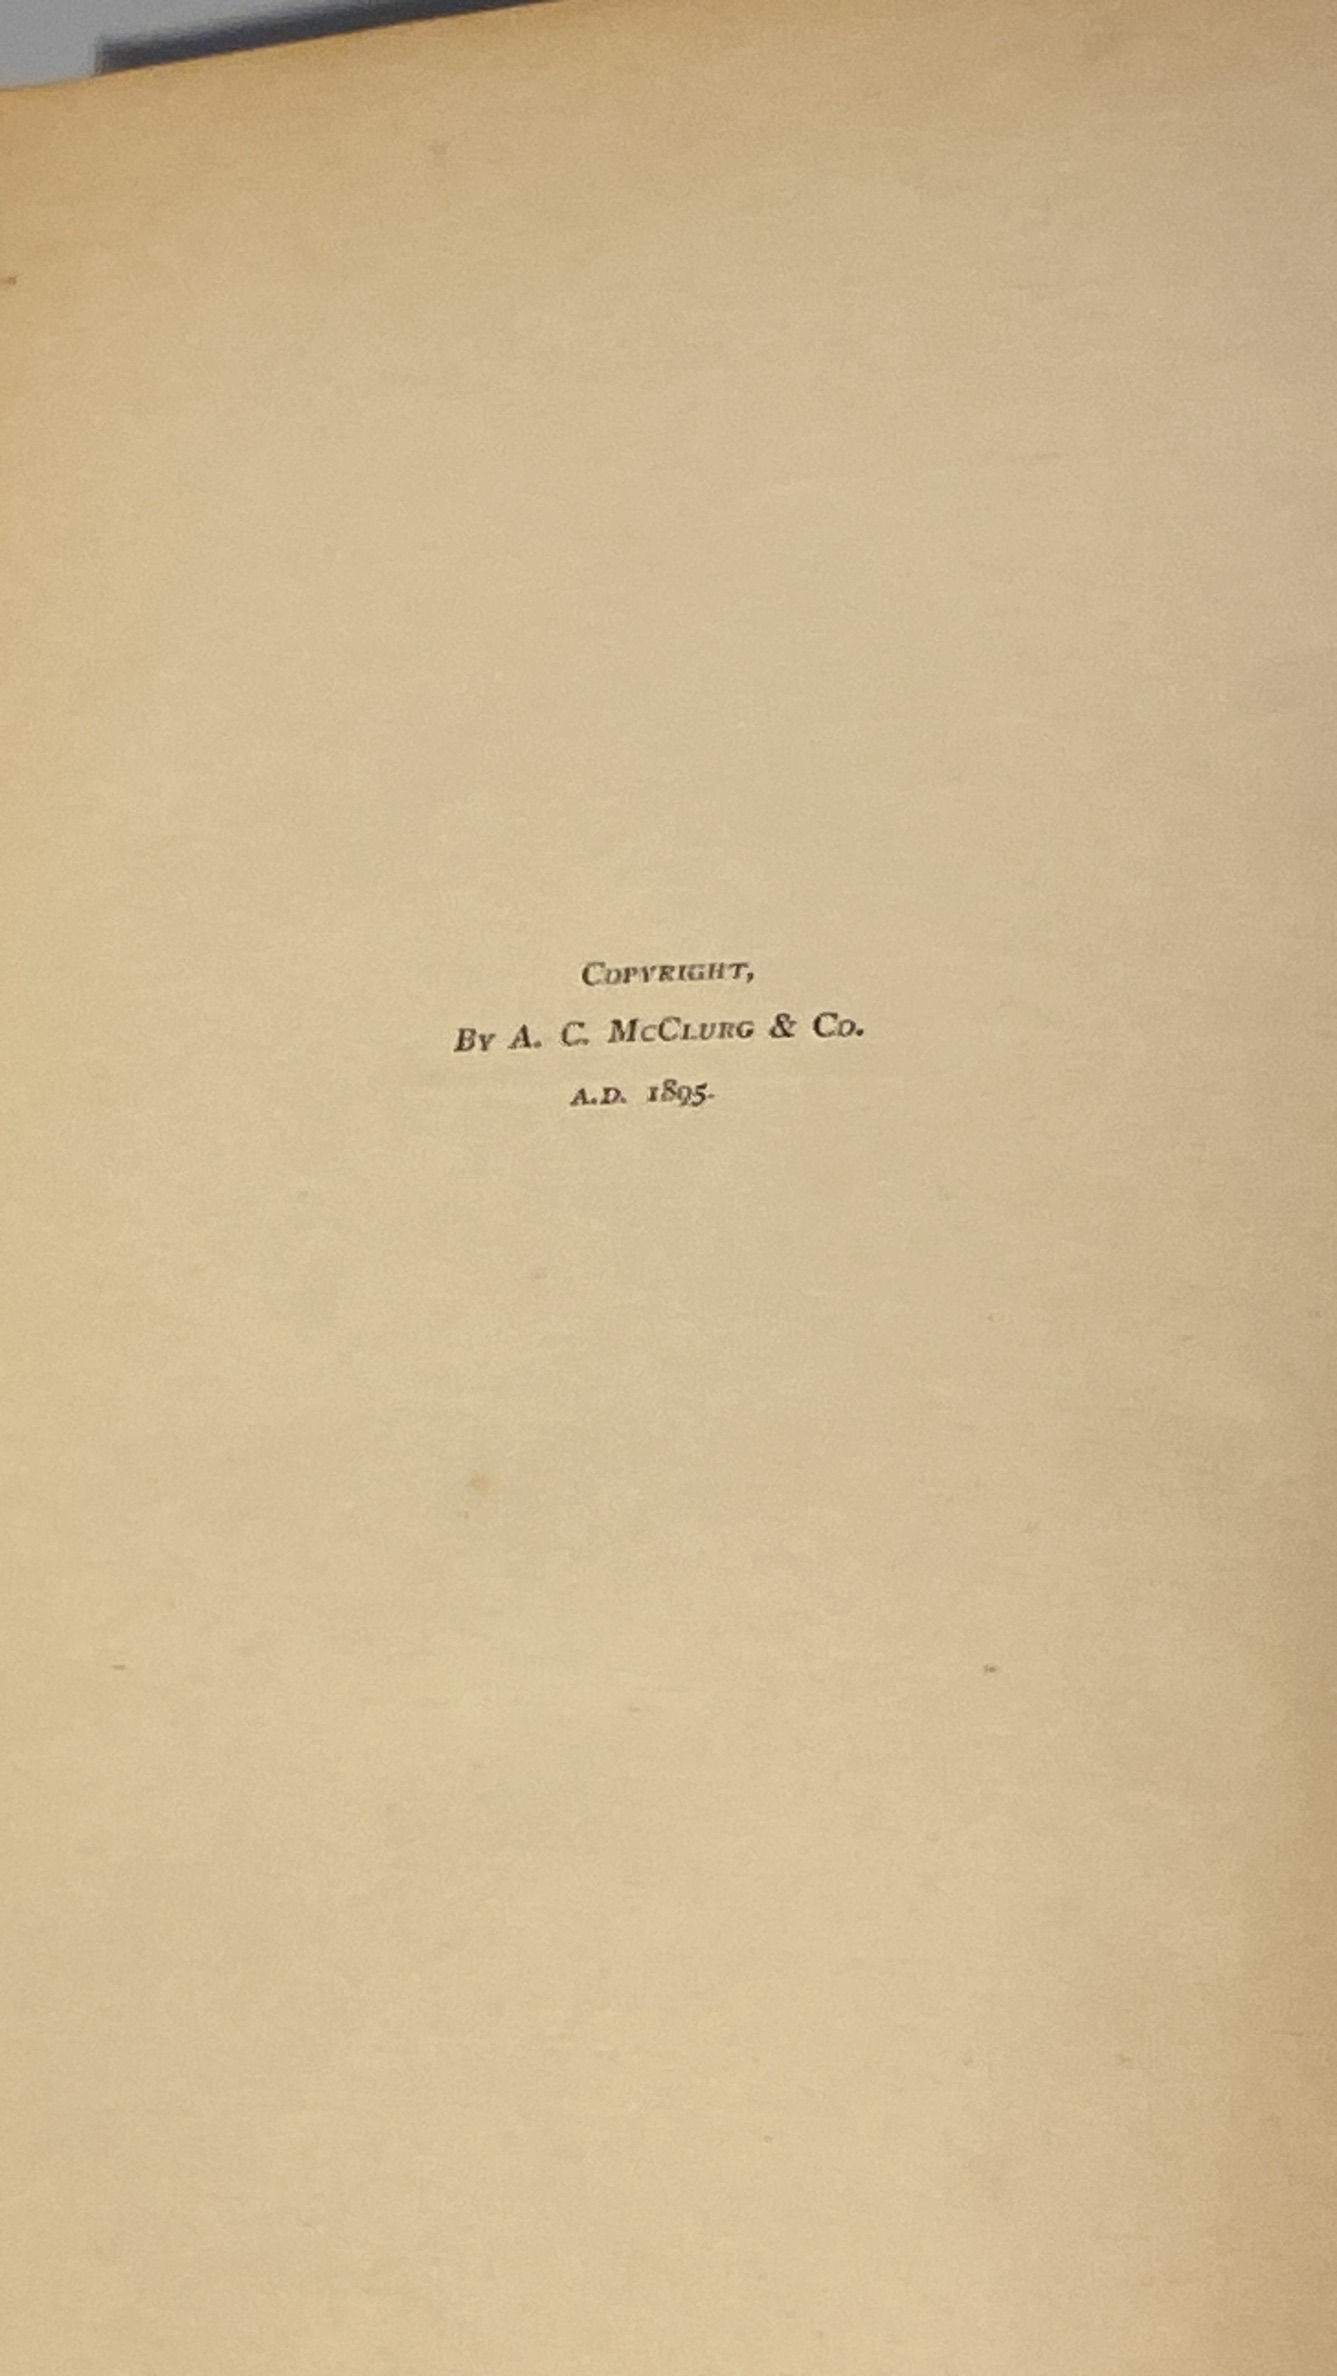 Copyright,
By A. C. McClurg & Co.
A.D. 1895.